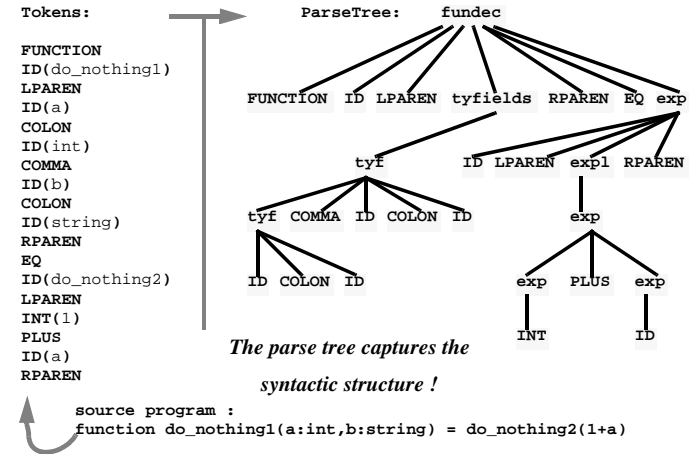 Tokens:
FUNCTION
ID(do_nothing1)
LPAREN
ID(a)
COLON
ID(int)
COMMA
ID(b)
COLON
ID(string)
RPAREN
EQ
ID(do_nothing2)
LPAREN
INT(1)
PLUS
ID(a)
RPAREN
ParseTree: fundec
FUNCTION ID LPAREN tyfields RPAREN EQ exp
tyf ID LPAREN expl RPAREN
tyf COMMA ID COLON ID exp
ID COLON ID exp PLUS exp
INT ID
The parse tree captures the
syntactic structure !
source program :
function do_nothing1(a:int,b:string) = do_nothing2(1+a)